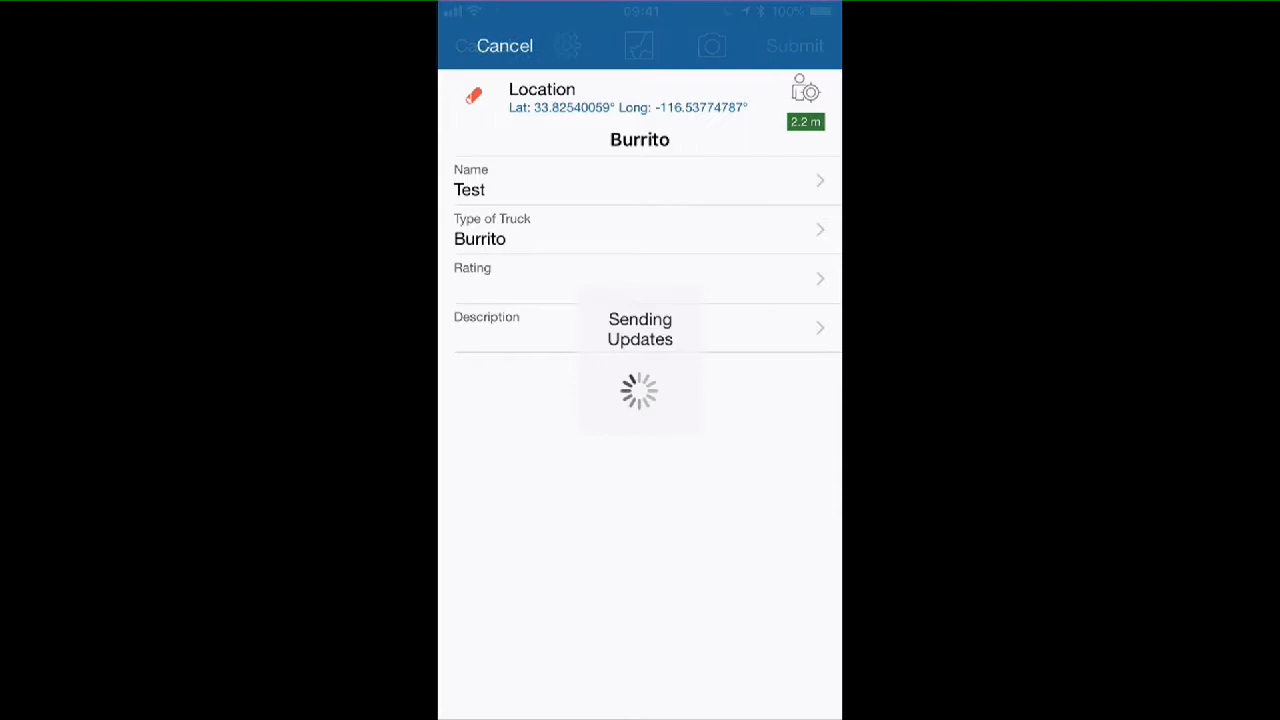 09:41
100%
Cancel
Submit
Location
Lat: 33.82540059° Long: -116.53774787°
2.2 m
Burrito
Name
Test
Type of Truck
Burrito
Rating
Description
Sending
Updates